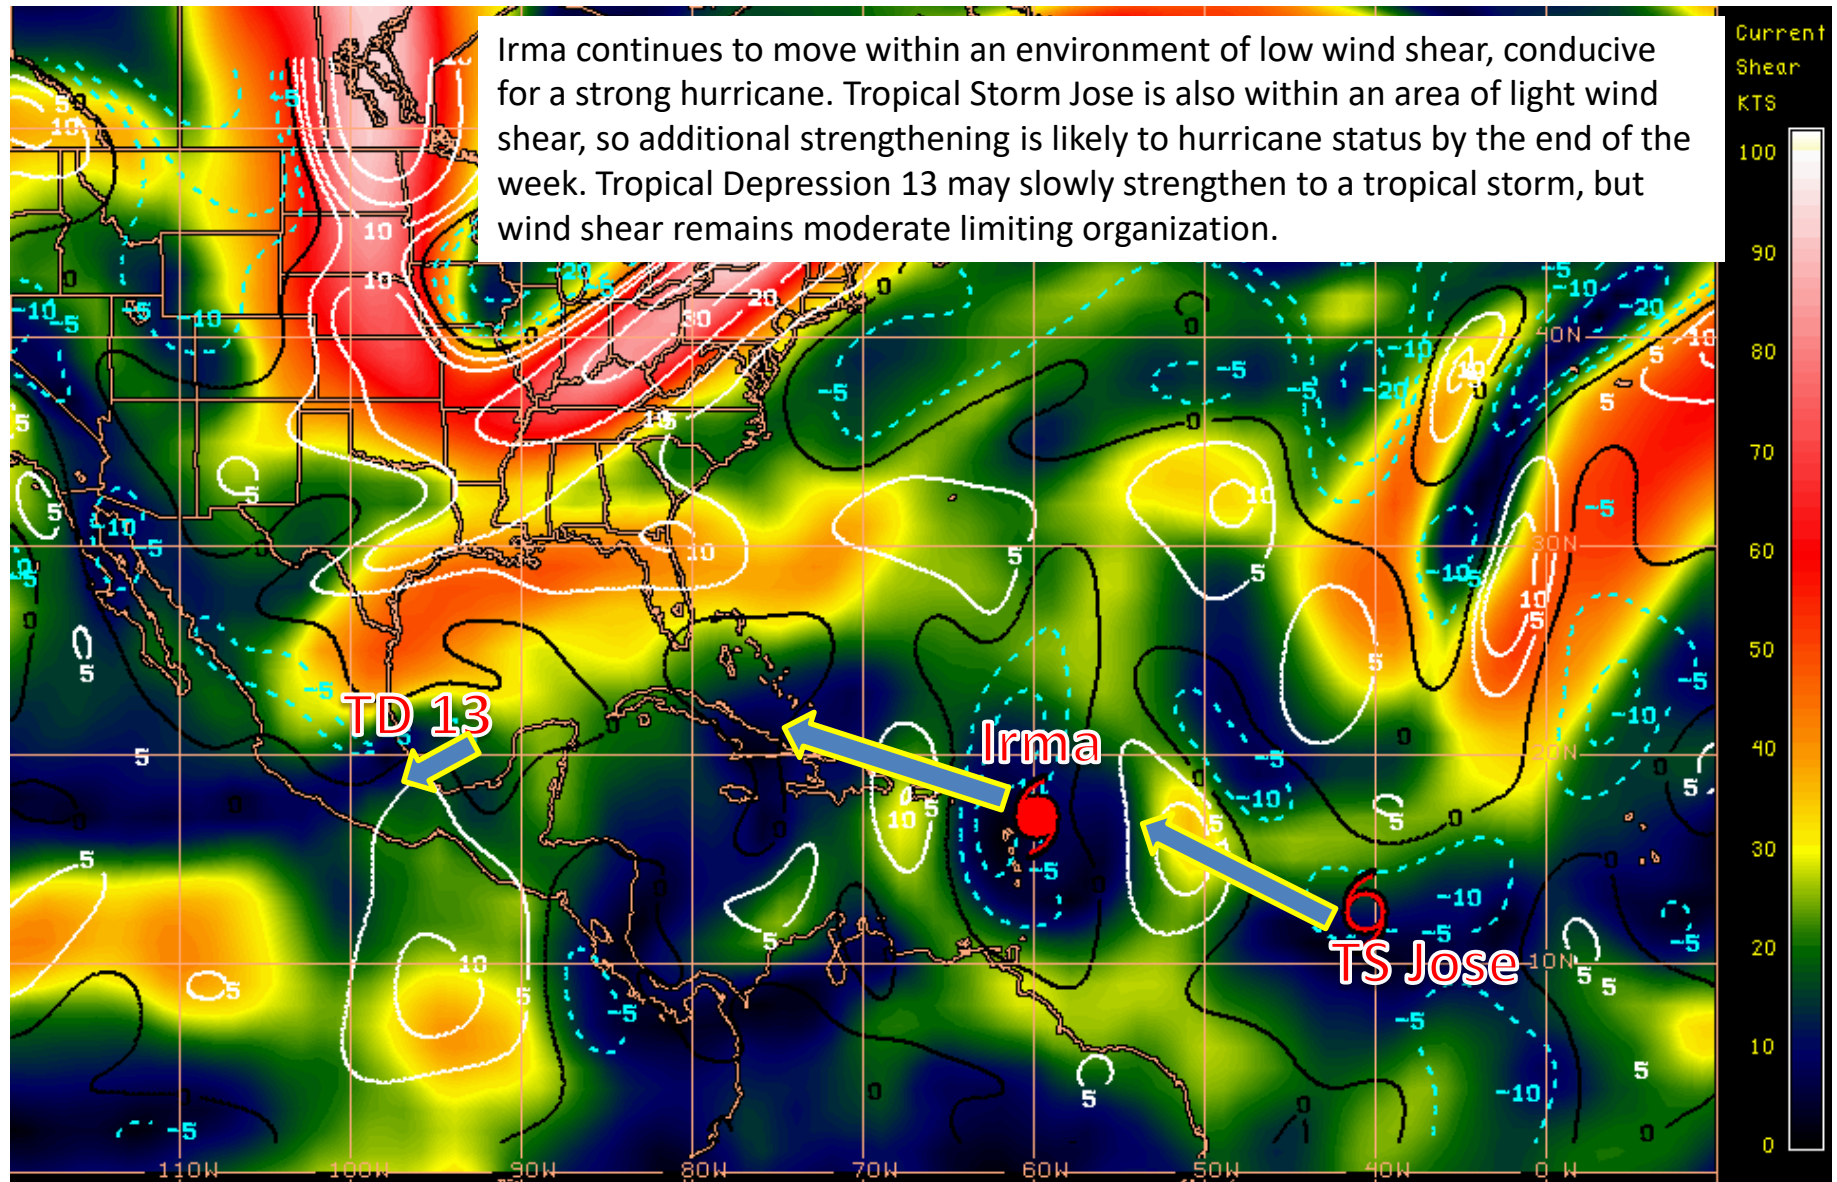 Irma continues to move within an environment of low wind shear, conducive
for a strong hurricane. Tropical Storm Jose is also within an area of light wind
shear, so additional strengthening is likely to hurricane status by the end of the
week. Tropical Depression 13 may slowly strengthen to a tropical storm, but
wind shear remains moderate limiting organization.
Current
Shear
KTS
100
90
80
70
60
50
40
30
20
10
0
TD 13
Irma
TS Jose
40N
30N
20N
10N
110W
100W
90W
80W
70W
60W
50W
40W
0 W